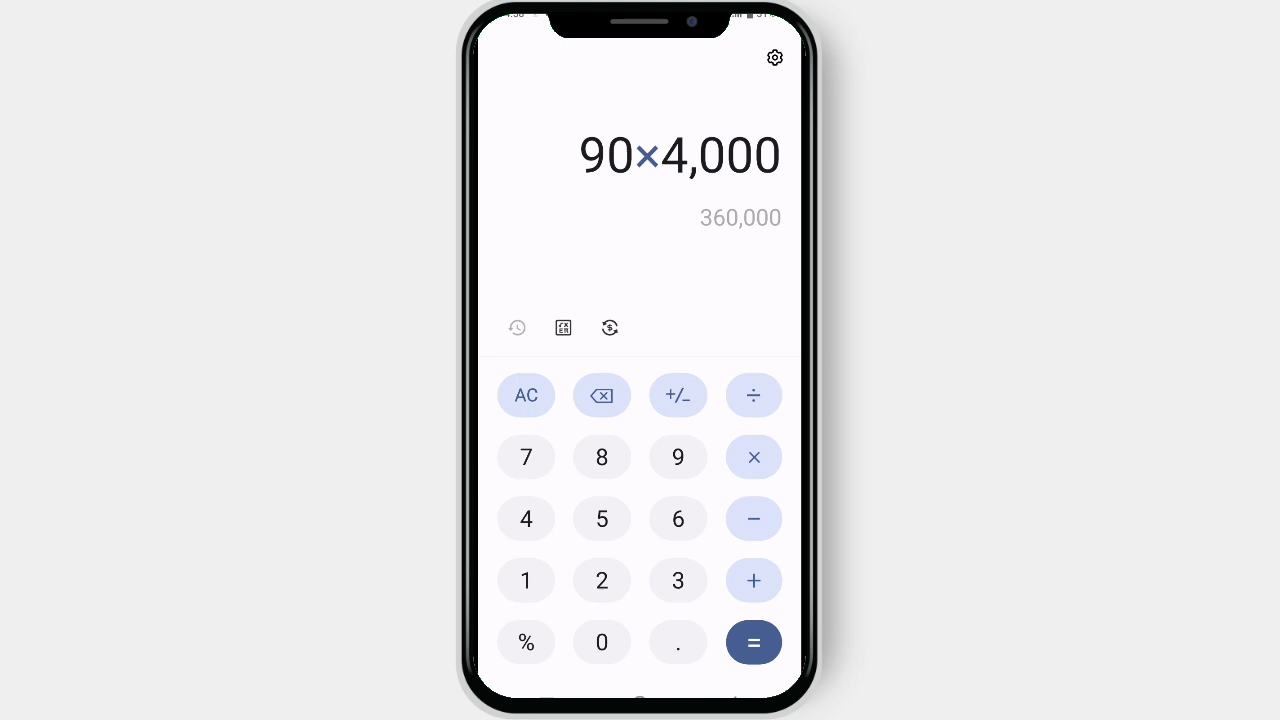 90×4,000
360,000
AC +/− ÷
7 8 9 ×
4 5 6 −
1 2 3 +
% 0 . =